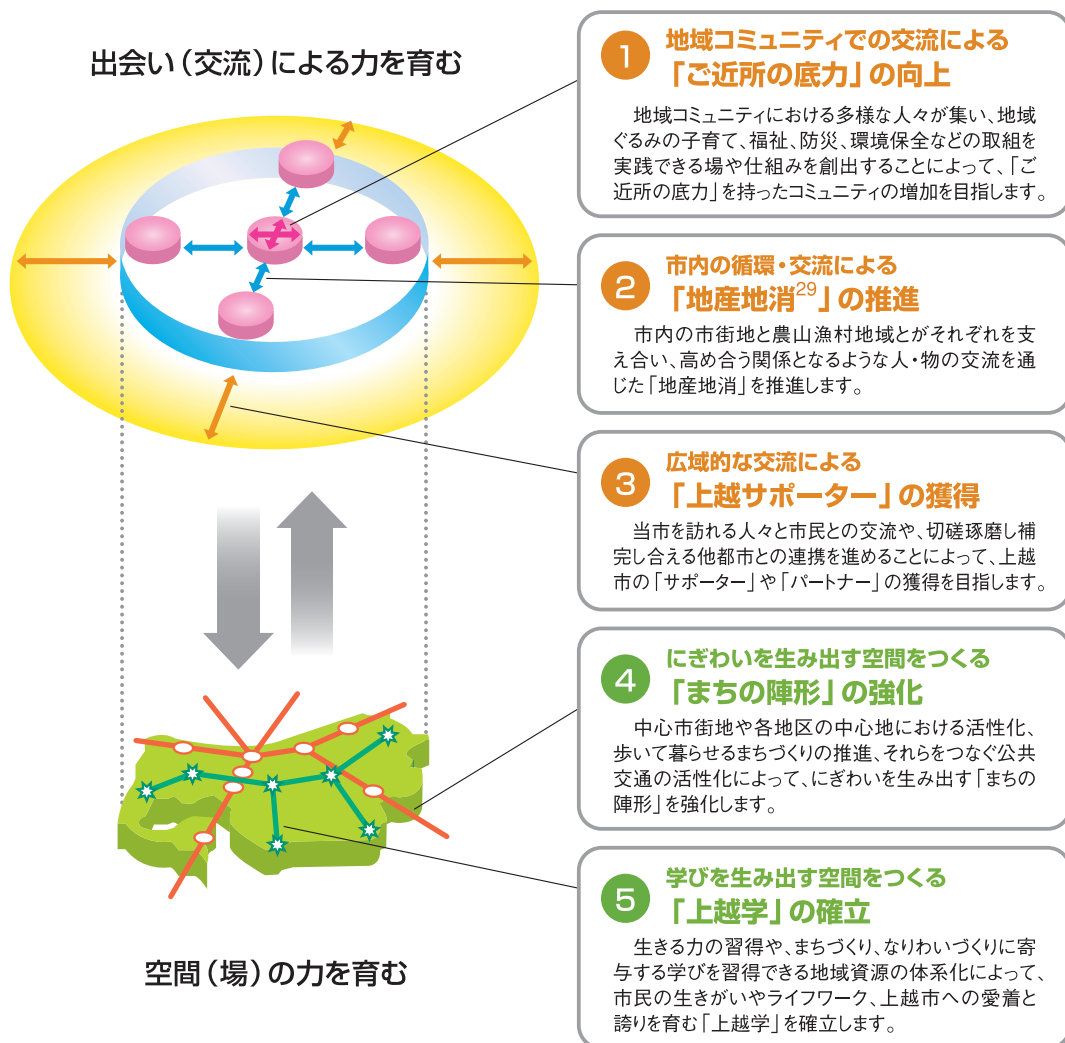 出会い（交流）による力を育む
1 地域コミュニティでの交流による
「ご近所の底力」の向上
地域コミュニティにおける多様な人々が集い、地域
ぐるみの子育て、福祉、防災、環境保全などの取組を
実践できる場や仕組みを創出することによって、「ご
近所の底力」を持ったコミュニティの増加を目指します。
2 市内の循環・交流による
「地産地消29」の推進
市内の市街地と農山漁村地域とがそれぞれを支
え合い、高め合う関係となるような人・物の交流を通
じた「地産地消」を推進します。
3 広域的な交流による
「上越サポーター」の獲得
当市を訪れる人々と市民との交流や、切磋琢磨し補
完し合える他都市との連携を進めることによって、上越
市の「サポーター」や「パートナー」の獲得を目指します。
4 にぎわいを生み出す空間をつくる
「まちの陣形」の強化
中心市街地や各地区の中心地における活性化、
歩いて暮らせるまちづくりの推進、それらをつなぐ公共
交通の活性化によって、にぎわいを生み出す「まちの
陣形」を強化します。
5 学びを生み出す空間をつくる
「上越学」の確立
生きる力の習得や、まちづくり、なりわいづくりに寄
与する学びを習得できる地域資源の体系化によって、
市民の生きがいやライフワーク、上越市への愛着と
誇りを育む「上越学」を確立します。
空間（場）の力を育む